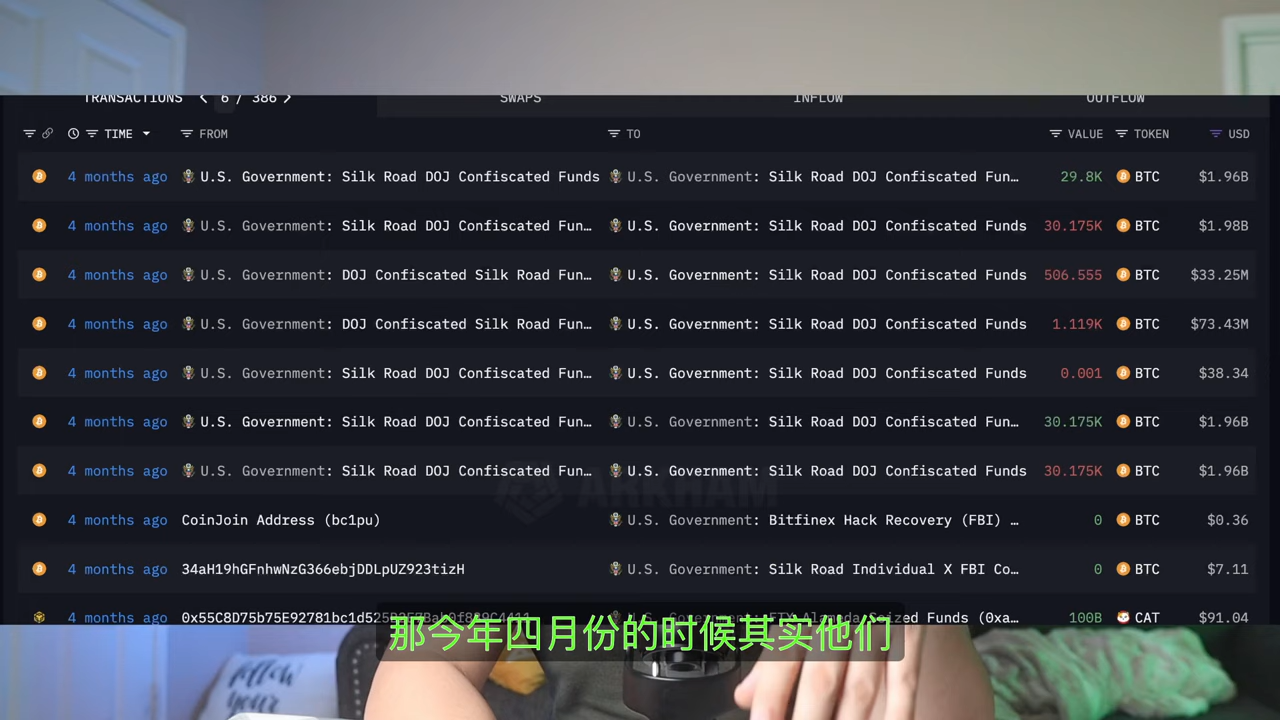 TRANSACTIONS 6 / 386 SWAPS INFLOW OUTFLOW
TIME FROM TO VALUE TOKEN USD
4 months ago U.S. Government: Silk Road DOJ Confiscated Funds U.S. Government: Silk Road DOJ Confiscated Fun… 29.8K BTC $1.96B
4 months ago U.S. Government: Silk Road DOJ Confiscated Fun… U.S. Government: Silk Road DOJ Confiscated Funds 30.175K BTC $1.98B
4 months ago U.S. Government: DOJ Confiscated Silk Road Fun… U.S. Government: Silk Road DOJ Confiscated Funds 506.555 BTC $33.25M
4 months ago U.S. Government: DOJ Confiscated Silk Road Fun… U.S. Government: Silk Road DOJ Confiscated Funds 1.119K BTC $73.43M
4 months ago U.S. Government: Silk Road DOJ Confiscated Fun… U.S. Government: Silk Road DOJ Confiscated Funds 0.001 BTC $38.34
4 months ago U.S. Government: Silk Road DOJ Confiscated Fun… U.S. Government: Silk Road DOJ Confiscated Fun… 30.175K BTC $1.96B
4 months ago U.S. Government: Silk Road DOJ Confiscated Fun… U.S. Government: Silk Road DOJ Confiscated Funds 30.175K BTC $1.96B
ARKHAM
4 months ago CoinJoin Address (bc1pu) U.S. Government: Bitfinex Hack Recovery (FBI) … 0 BTC $0.36
4 months ago 34aH19hGFnhwNzG366ebjDDLpUZ923tizH U.S. Government: Silk Road Individual X FBI Co… 0 BTC $7.11
4 months ago U.S. Government: FTX Alameda Seized Funds (0xa… 100B CAT $91.04
那今年四月份的时候其实他们
follow
your